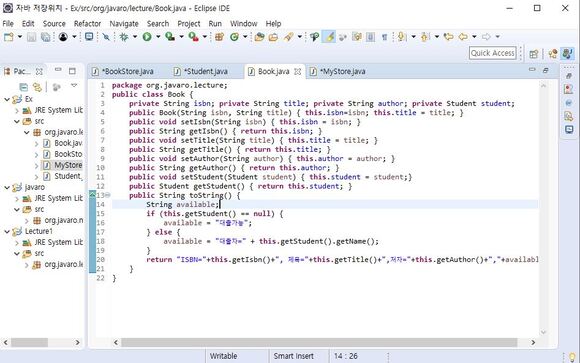 자바 저장위치 - Ex/src/org/javaro/lecture/Book.java - Eclipse IDE
File Edit Source Refactor Navigate Search Project Run Window Help
Quick Access
Pac...
*BookStore.java *Student.java Book.java *MyStore.java
Ex
JRE System Lib
src
org.javaro.lec
Book.jav
BookSto
MyStore
Student_
javaro
JRE System Lib
src
org.javaro.m
Lecture1
JRE System Lib
src
1 package org.javaro.lecture;
2 public class Book {
3 private String isbn; private String title; private String author; private Student student;
4 public Book(String isbn, String title) { this.isbn=isbn; this.title = title; }
5 public void setIsbn(String isbn) { this.isbn = isbn; }
6 public String getIsbn() { return this.isbn; }
7 public void setTitle(String title) { this.title = title; }
8 public String getTitle() { return this.title; }
9 public void setAuthor(String author) { this.author = author; }
10 public String getAuthor() { return this.author; }
11 public void setStudent(Student student) { this.student = student;}
12 public Student getStudent() { return this.student; }
13 public String toString() {
14 String available;
15 if (this.getStudent() == null) {
16 available = "대출가능";
17 } else {
18 available = "대출자=" + this.getStudent().getName();
19 }
20 return "ISBN="+this.getIsbn()+", 제목="+this.getTitle()+",저자="+this.getAuthor()+","+availabl
21 }
22 }
Writable Smart Insert 14 : 26